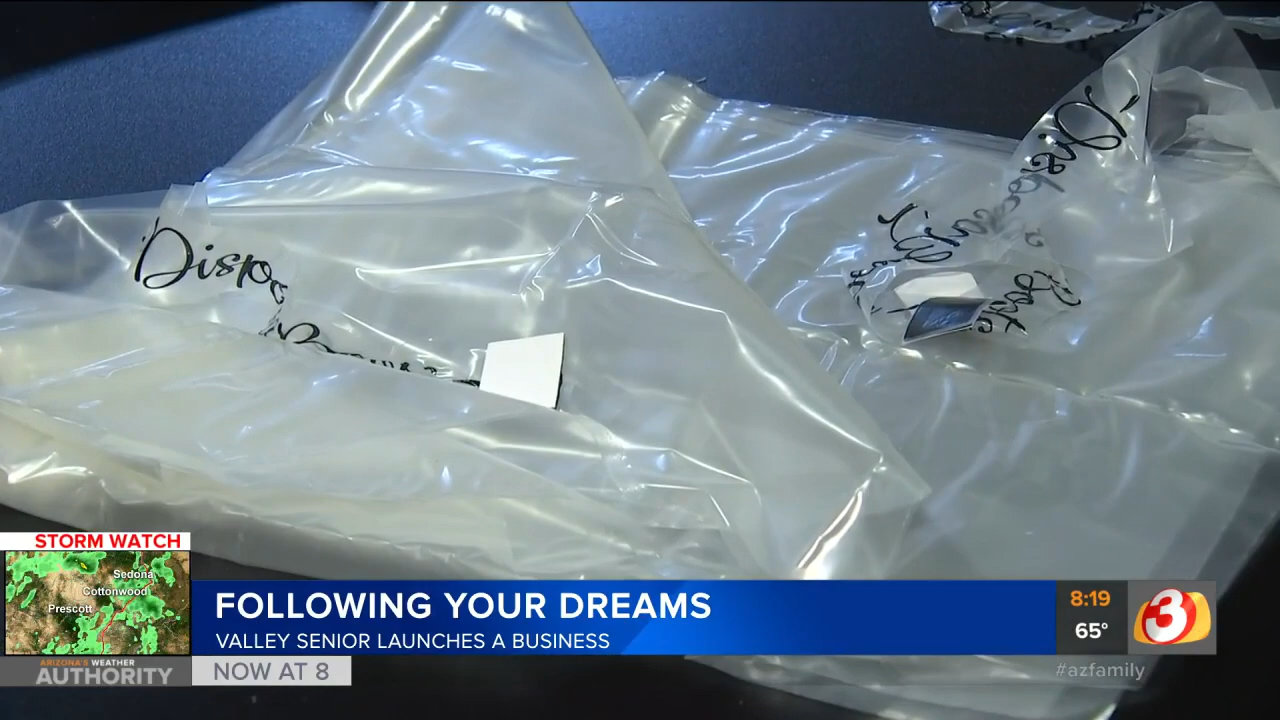 Dispo
STORM WATCH
Sedona
Cottonwood
Prescott
FOLLOWING YOUR DREAMS
VALLEY SENIOR LAUNCHES A BUSINESS
8:19
65°
3
ARIZONA'S WEATHER
AUTHORITY
NOW AT 8
#azfamily